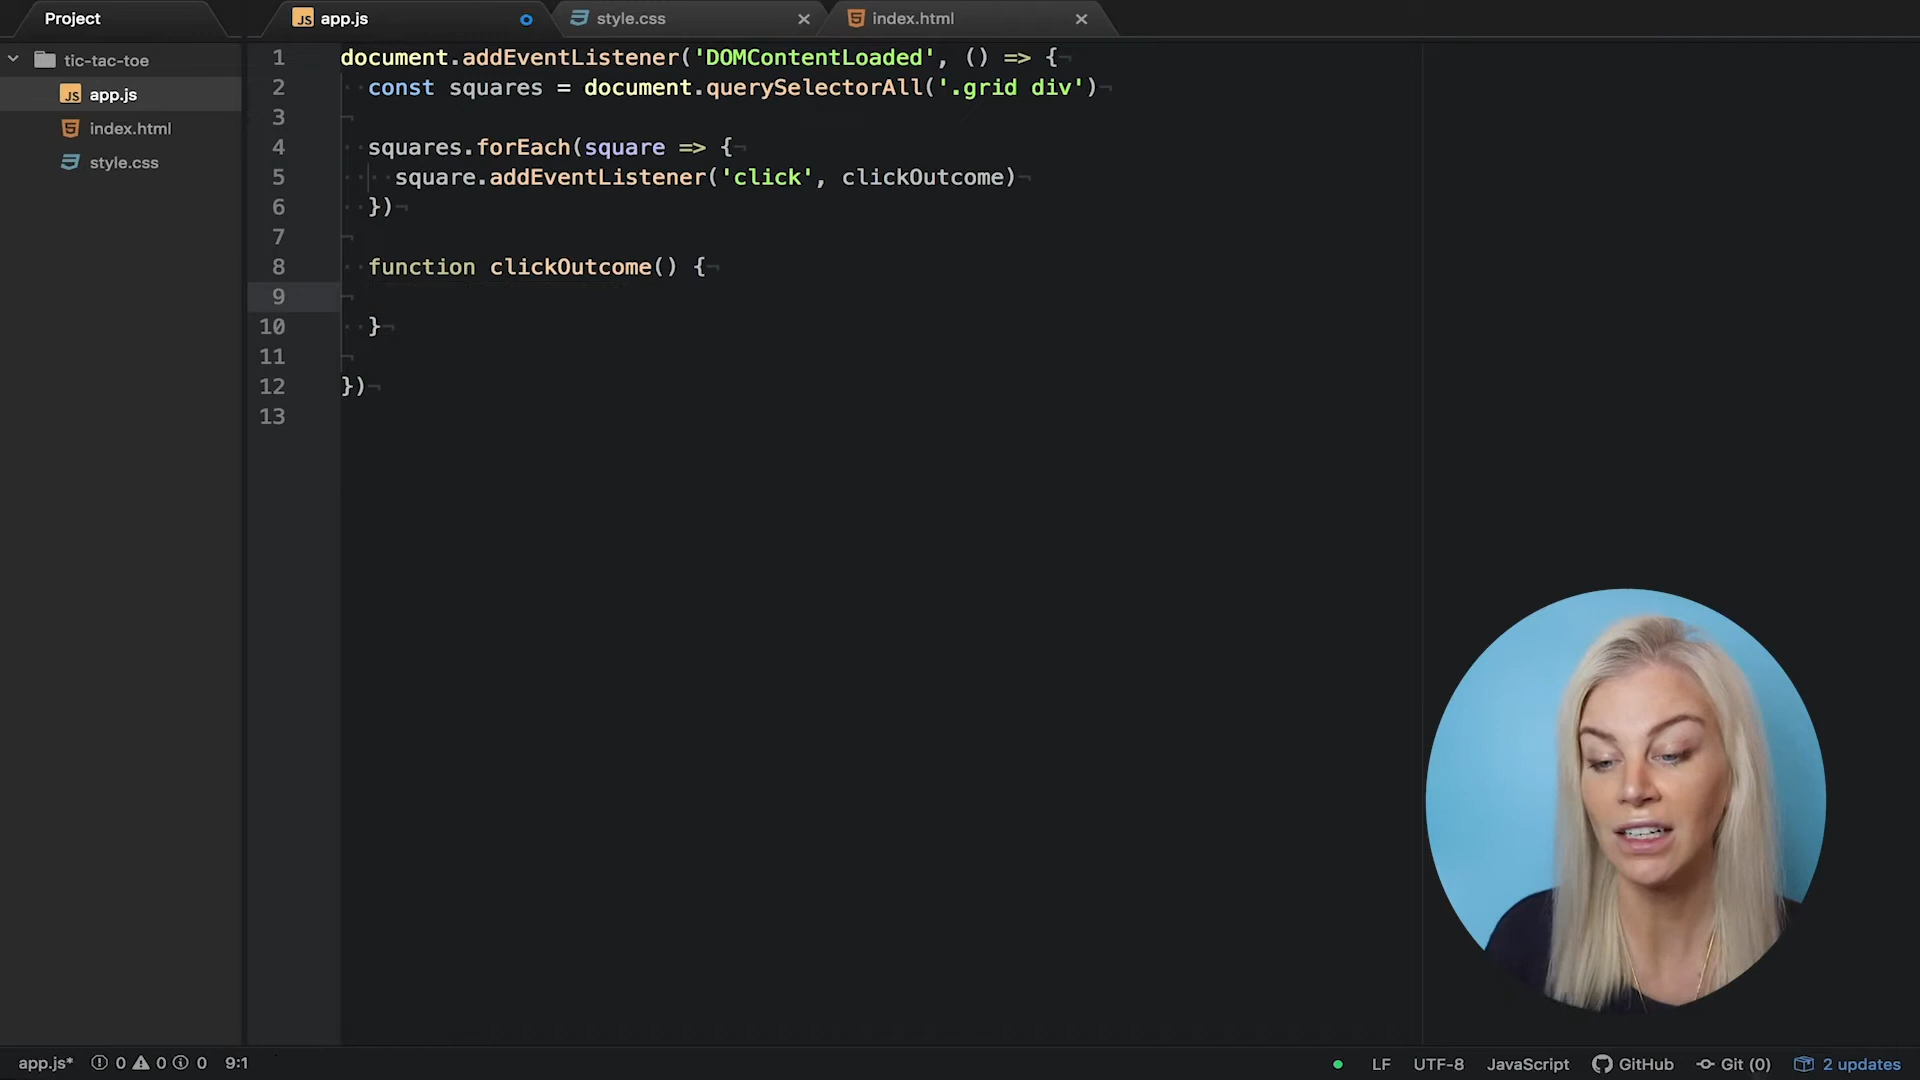 Project
app.js
style.css
index.html
tic-tac-toe
app.js
index.html
style.css
1 document.addEventListener('DOMContentLoaded', () => {
2 const squares = document.querySelectorAll('.grid div')
3
4 squares.forEach(square => {
5 square.addEventListener('click', clickOutcome)
6 })
7
8 function clickOutcome() {
9
10 }
11
12 })
13
app.js* 0 0 0 9:1 LF UTF-8 JavaScript GitHub Git (0) 2 updates